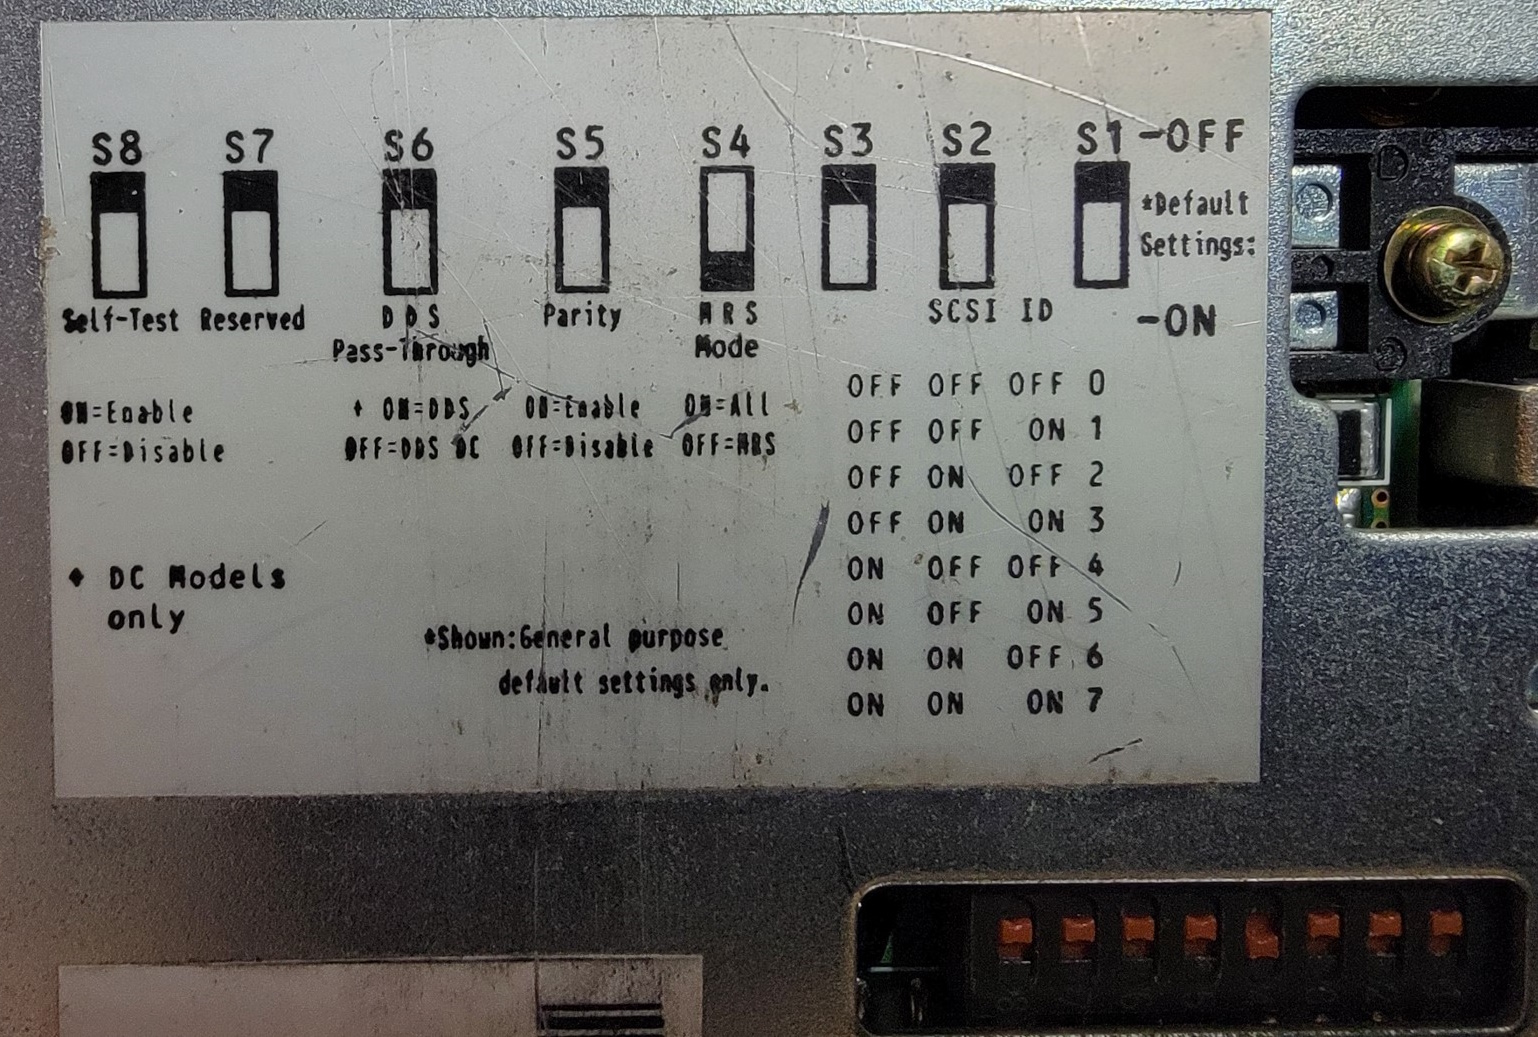 S8 S7 S6 S5 S4 S3 S2 S1 -OFF
*Default
Settings:
Self-Test Reserved DDS Parity MRS SCSI ID -ON
Pass-Through Mode
ON=Enable ♦ ON=DDS ON=Enable ON=All
OFF=Disable OFF=DDS DC OFF=Disable OFF=MRS
OFF OFF OFF 0
OFF OFF ON 1
OFF ON OFF 2
OFF ON ON 3
ON OFF OFF 4
ON OFF ON 5
ON ON OFF 6
ON ON ON 7
♦ DC Models
only
*Shown:General purpose
default settings only.